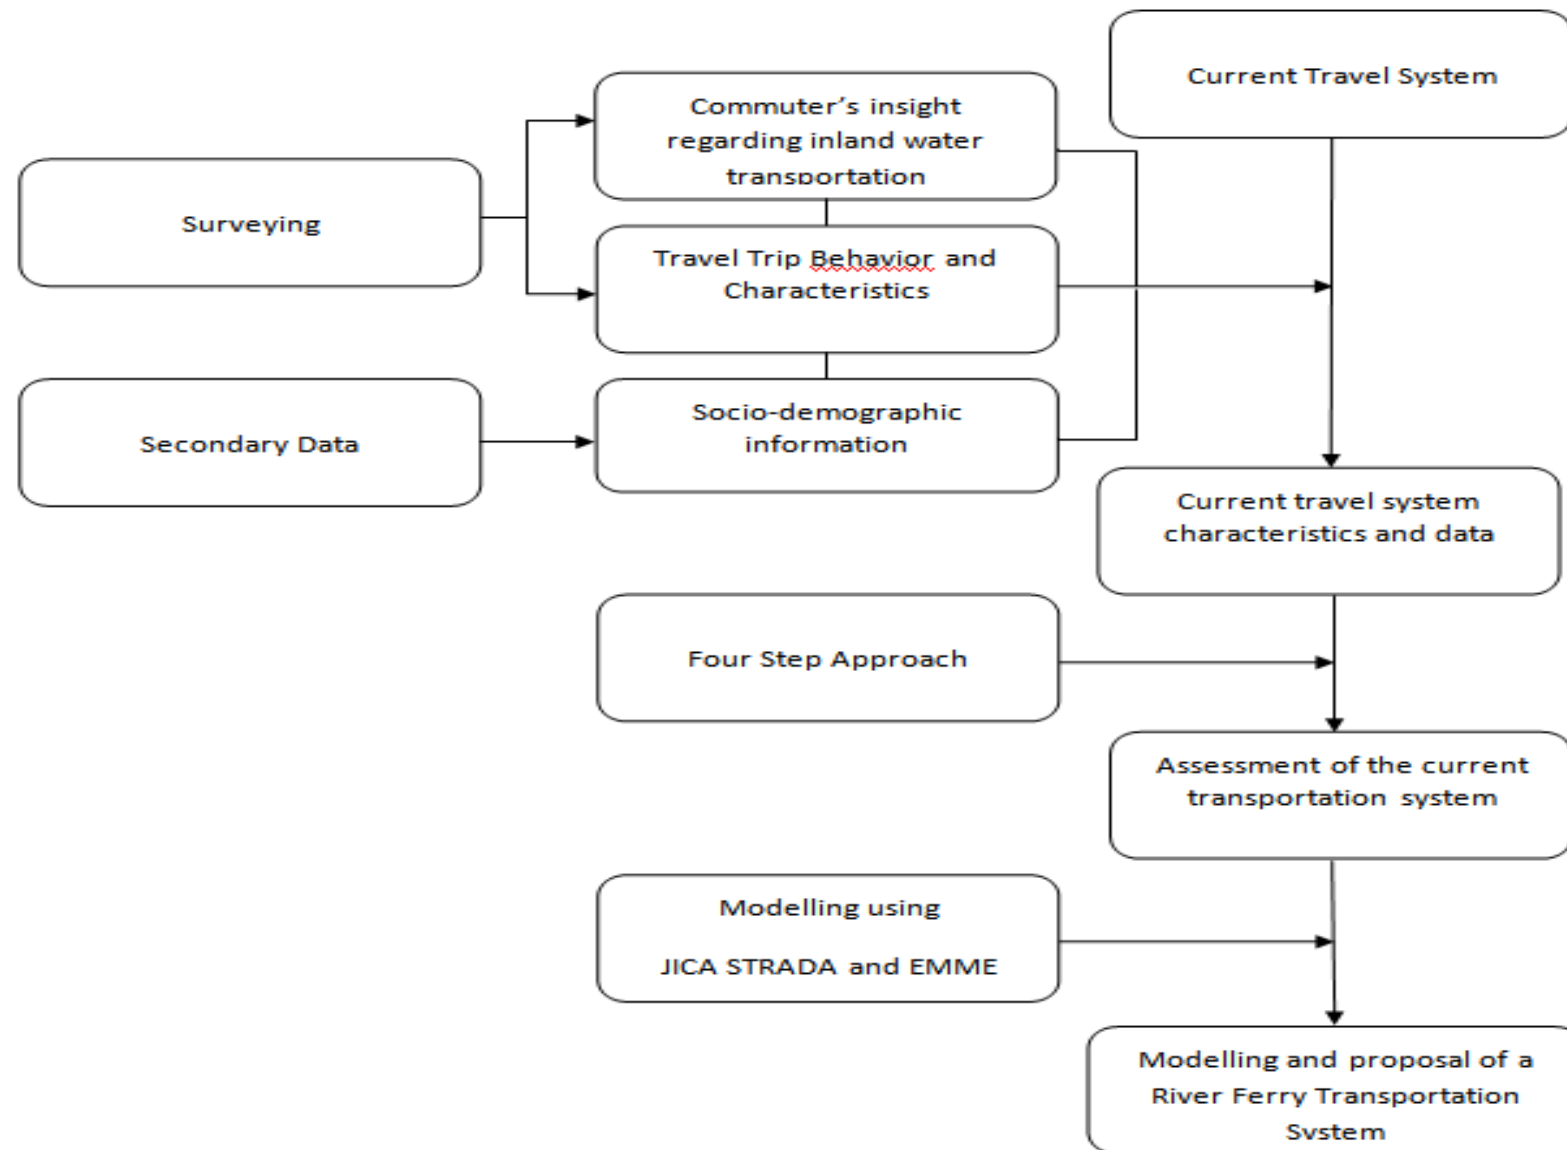 Current Travel System
Commuter’s insight
regarding inland water
transportation
Surveying
Travel Trip Behavior and
Characteristics
Secondary Data
Socio-demographic
information
Current travel system
characteristics and data
Four Step Approach
Assessment of the current
transportation system
Modelling using
JICA STRADA and EMME
Modelling and proposal of a
River Ferry Transportation
System